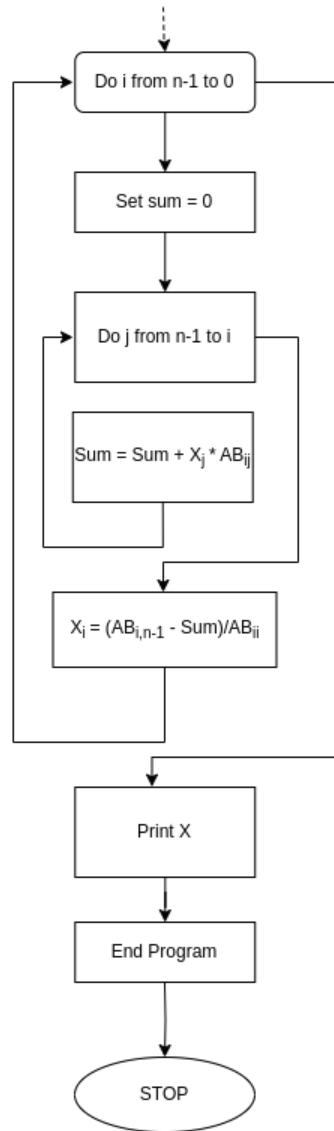 Do i from n-1 to 0
Set sum = 0
Do j from n-1 to i
Sum = Sum + Xj * ABij
Xi = (ABi,n-1 - Sum)/ABii
Print X
End Program
STOP